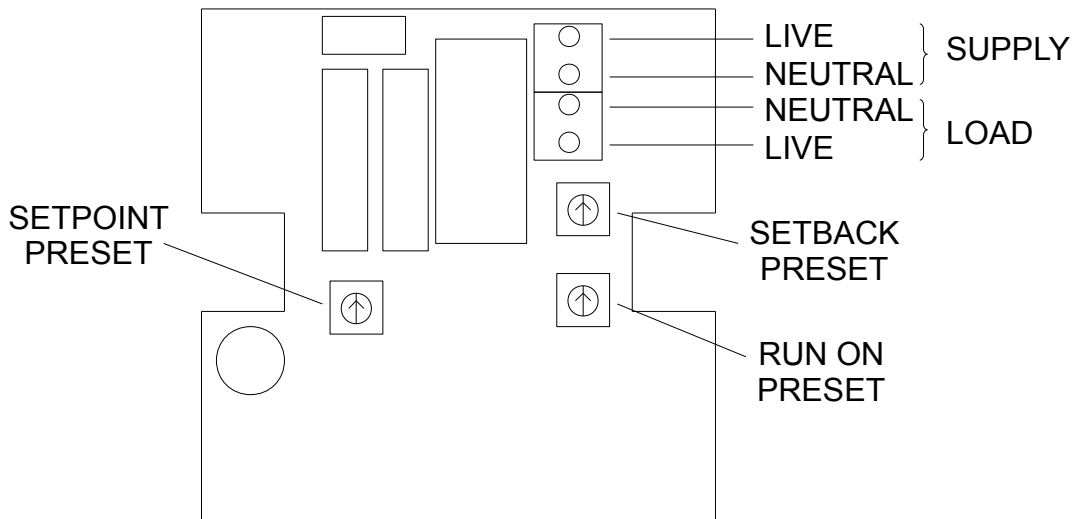 LIVE
NEUTRAL
SUPPLY
NEUTRAL
LIVE
LOAD
SETPOINT
PRESET
SETBACK
PRESET
RUN ON
PRESET